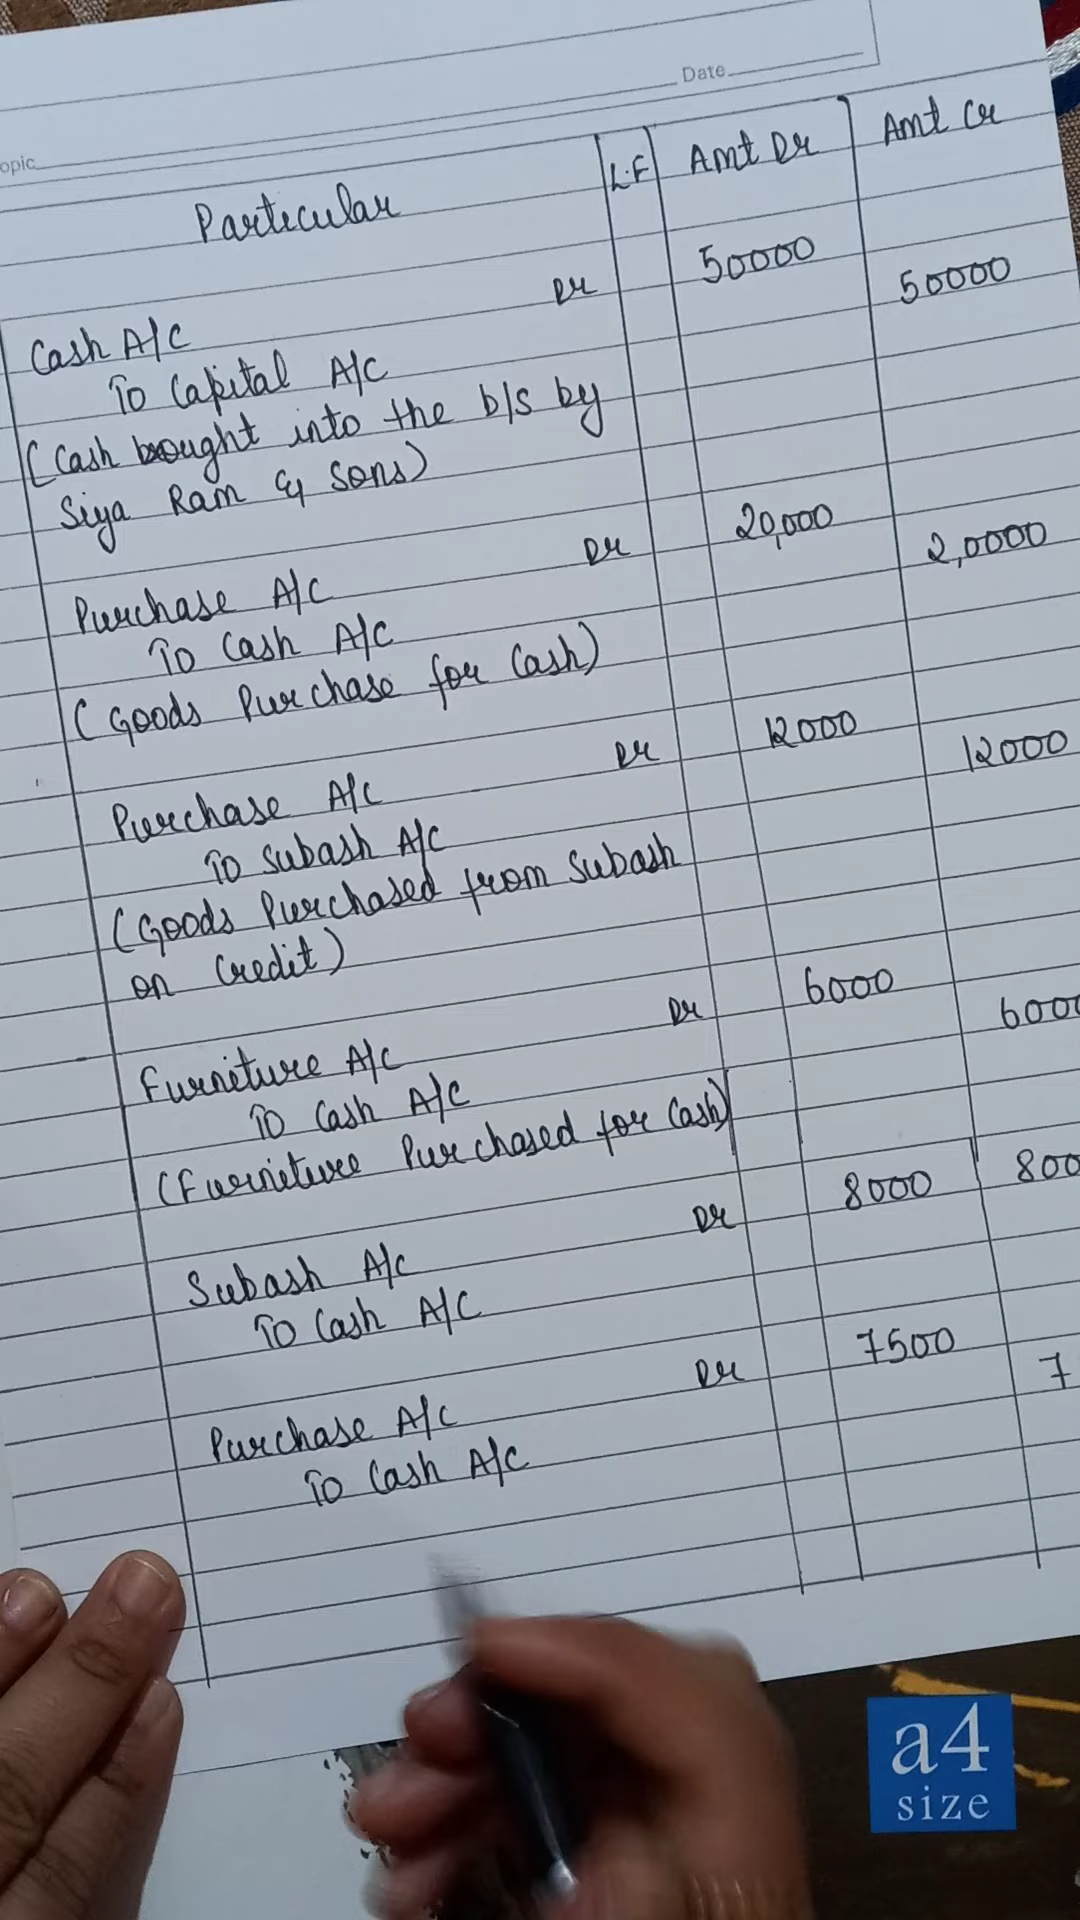 Date
opic
Particular L.F Amt Dr Amt Cr
Cash A/C Dr 50000
To Capital A/C 50000
(Cash bought into the b/s by
Siya Ram & Sons)
Purchase A/C Dr 20,000
To Cash A/C 2,0000
(Goods Purchase for Cash)
Purchase A/C Dr 12000
To Subash A/C 12000
(Goods Purchased from Subash
on Credit)
Furniture A/C Dr 6000
To Cash A/C 6000
(Furniture Purchased for Cash)
Subash A/C Dr 8000
To Cash A/C 800
Purchase A/C Dr 7500
To Cash A/C 7
a4
size